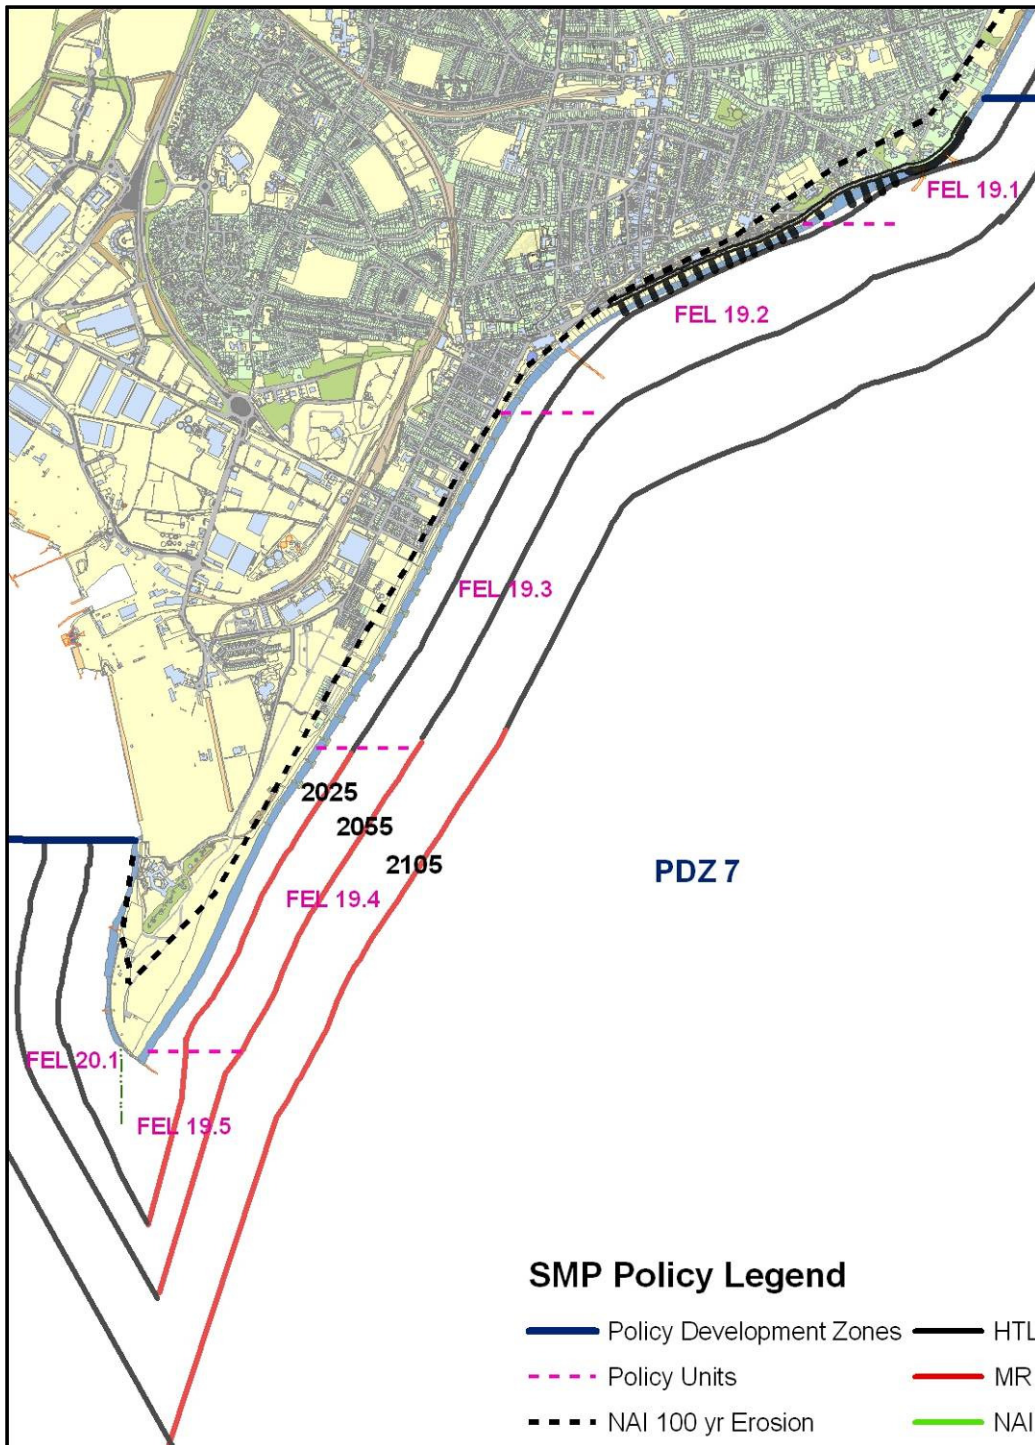 FEL 19.1
FEL 19.2
FEL 19.3
2025
2055
2105
PDZ 7
FEL 19.4
FEL 20.1
FEL 19.5
SMP Policy Legend
Policy Development Zones HTL
Policy Units MR
NAI 100 yr Erosion NAI